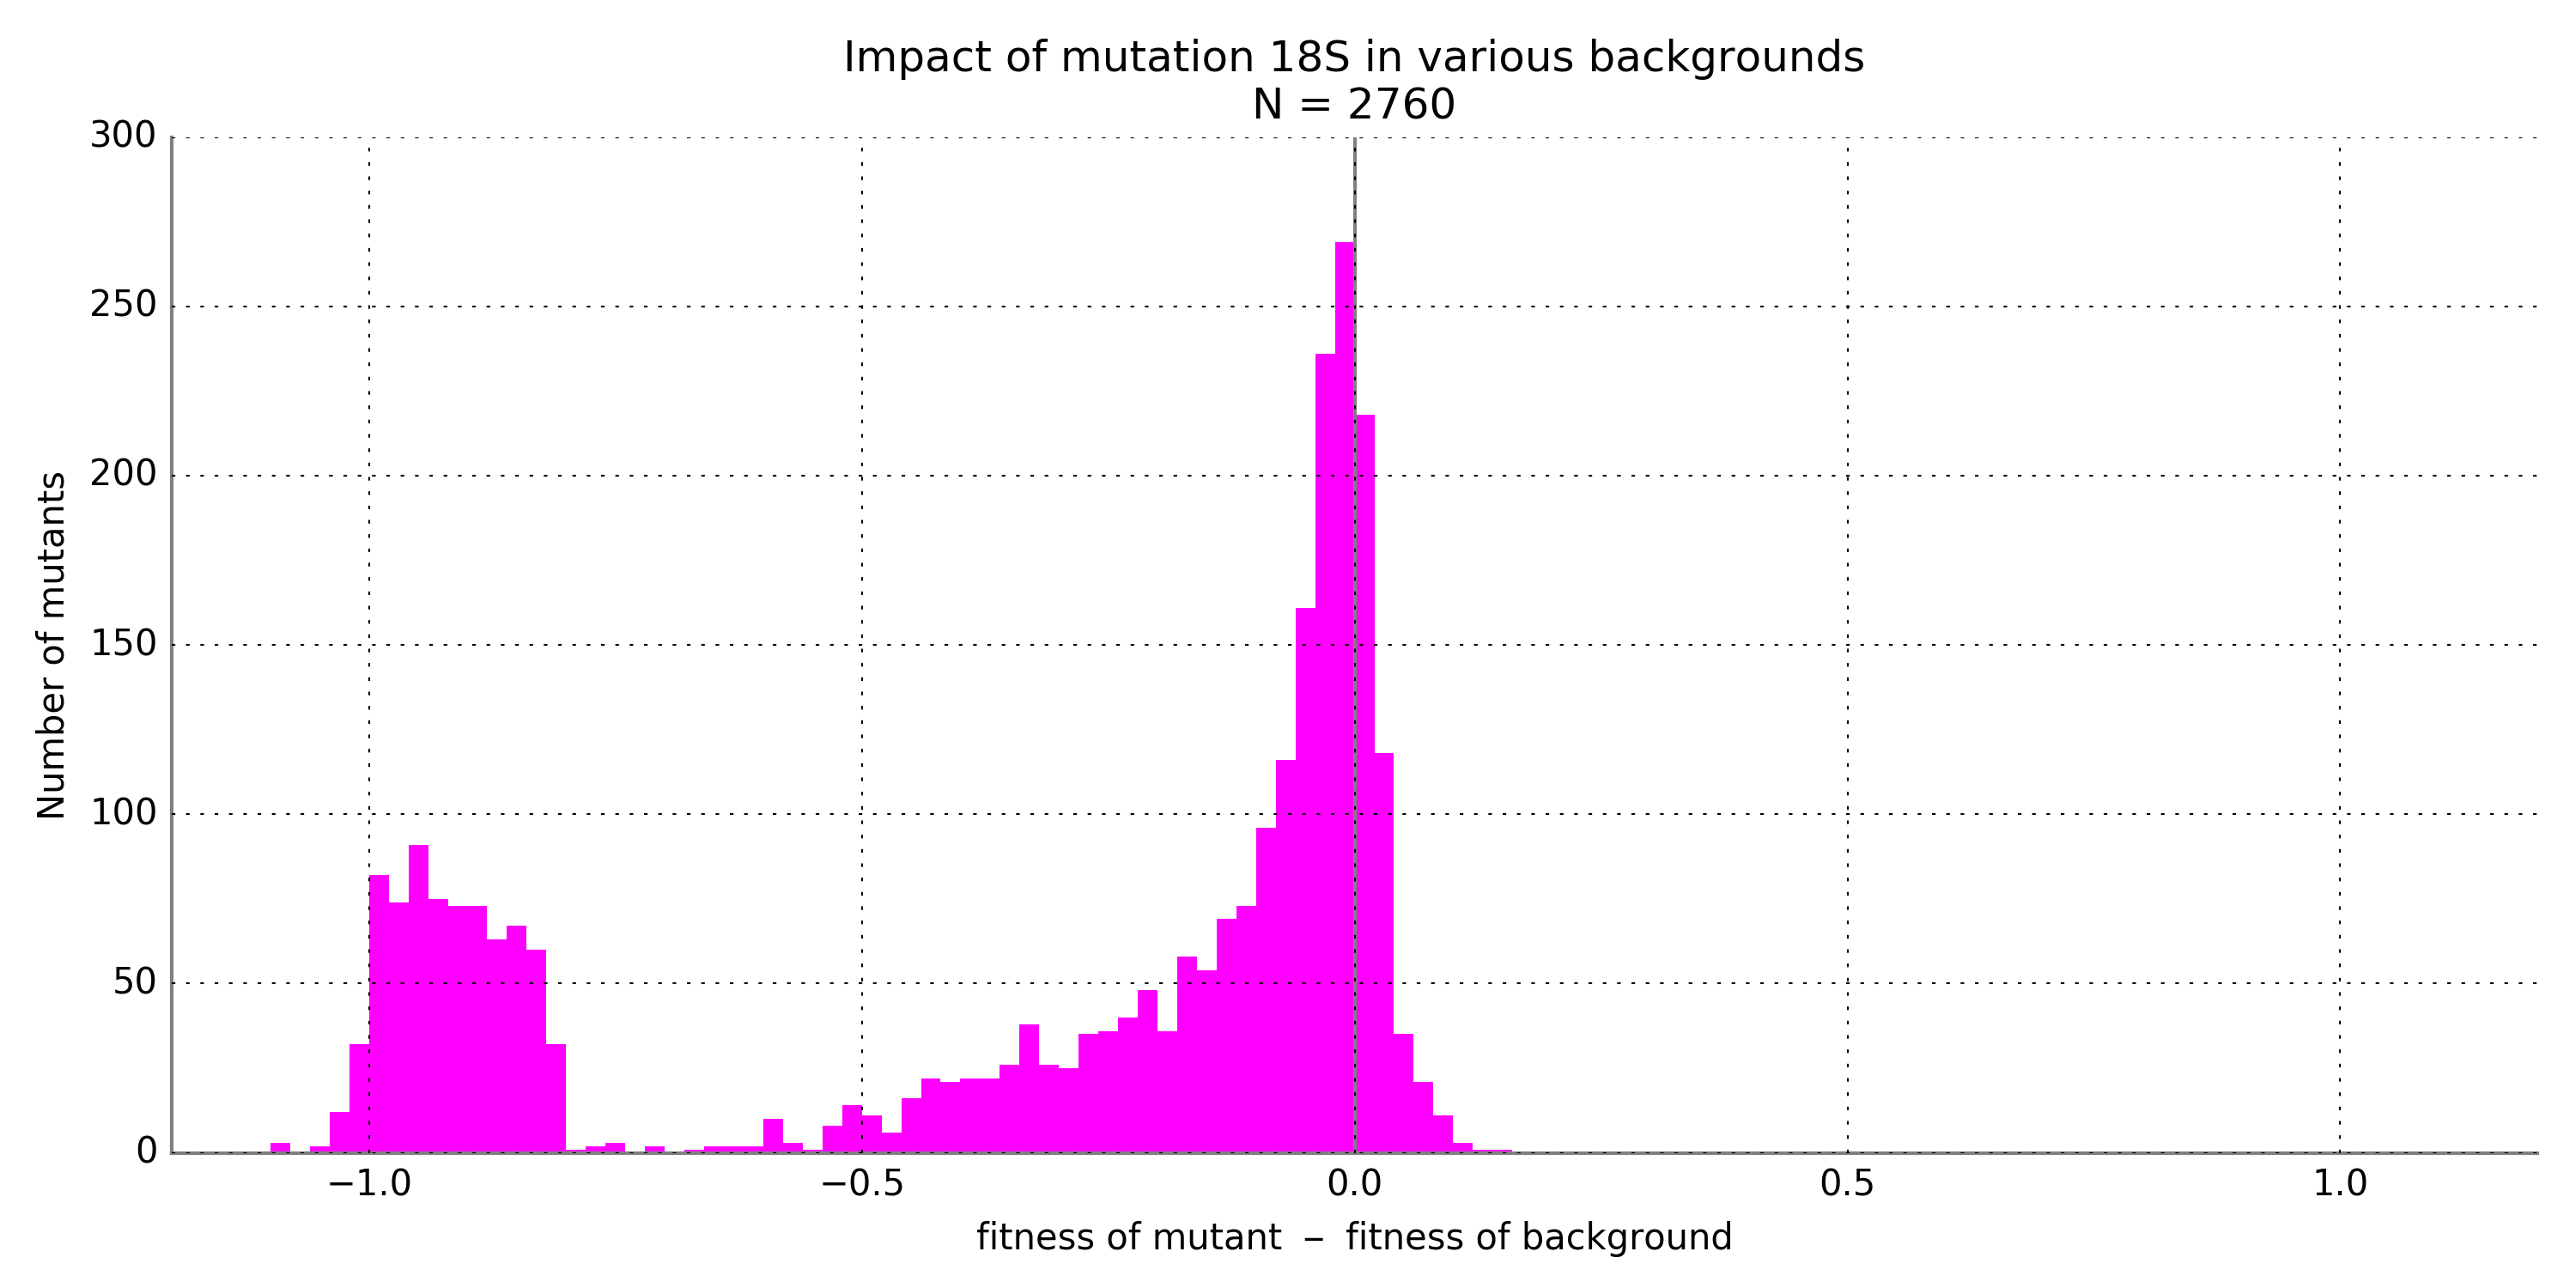 Impact of mutation 18S in various backgrounds
N = 2760
300
250
200
150
100
50
0
Number of mutants
−1.0 −0.5 0.0 0.5 1.0
fitness of mutant – fitness of background